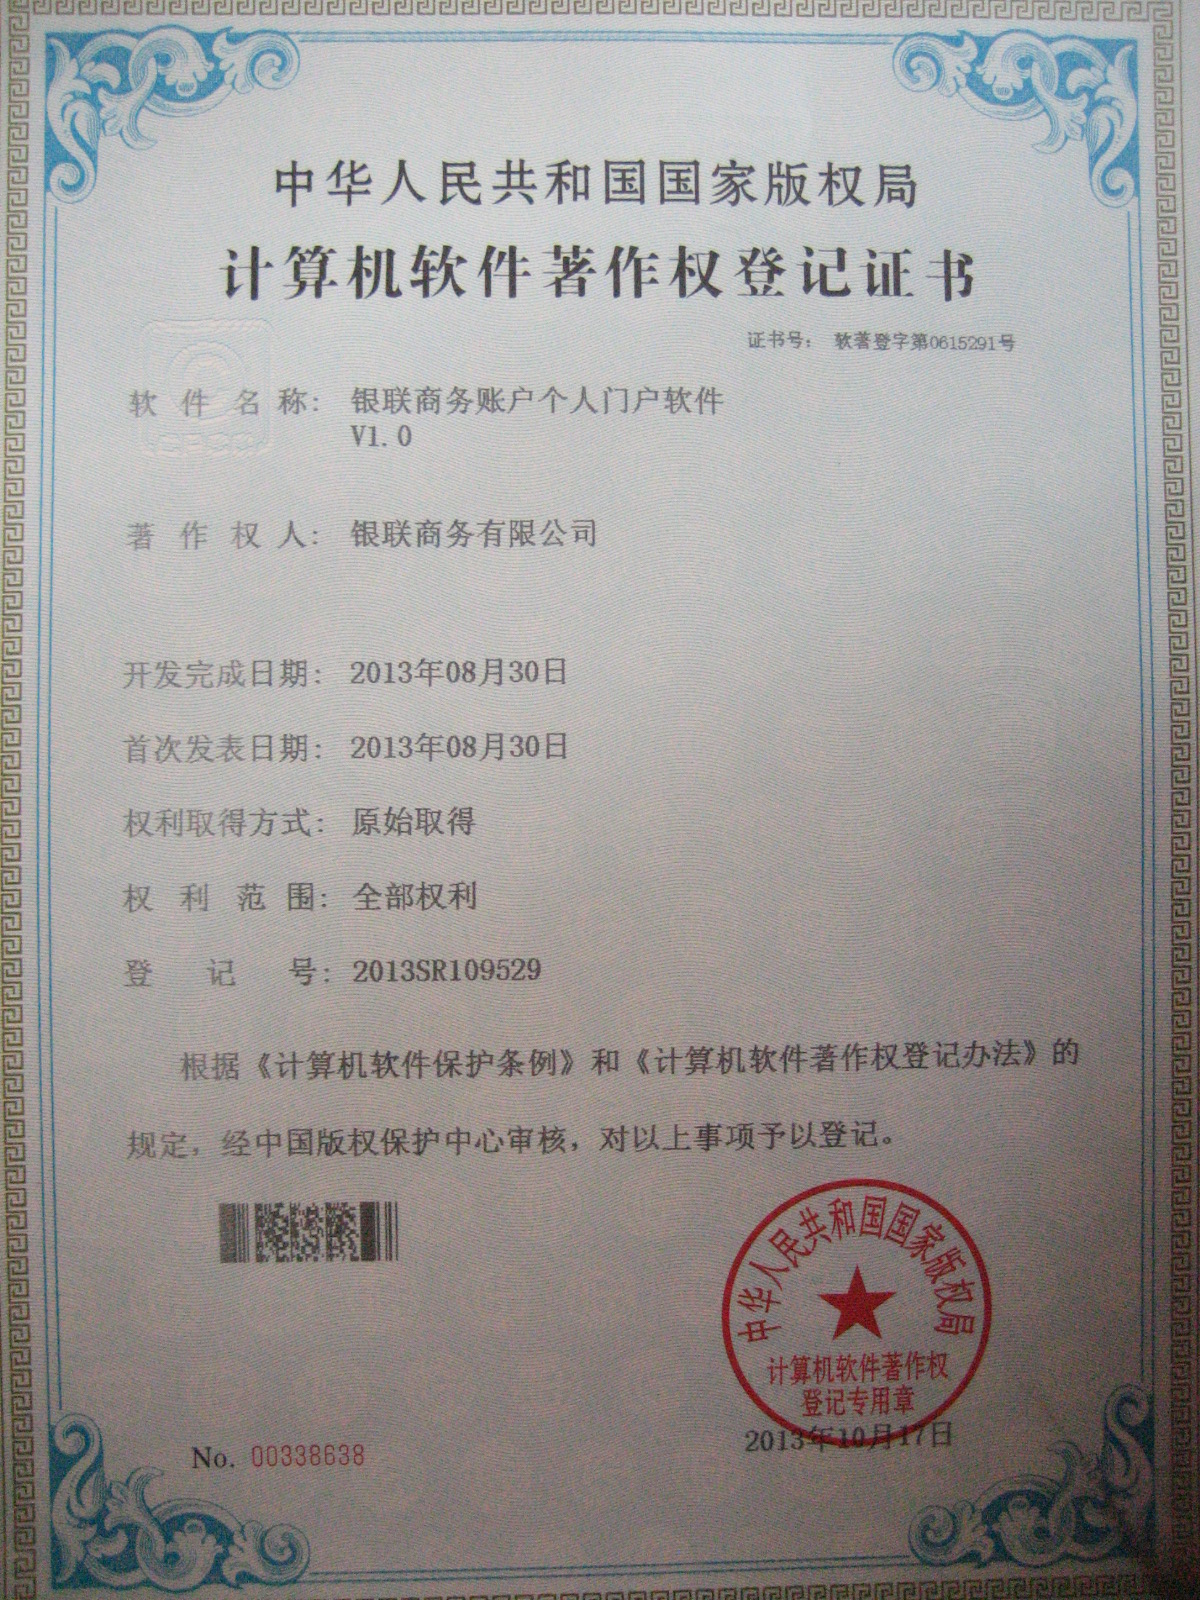 中华人民共和国国家版权局
计算机软件著作权登记证书
证书号： 软著登字第0615291号
软件名称： 银联商务账户个人门户软件
V1.0
著作权人： 银联商务有限公司
开发完成日期： 2013年08月30日
首次发表日期： 2013年08月30日
权利取得方式： 原始取得
权利范围： 全部权利
登记号： 2013SR109529
根据《计算机软件保护条例》和《计算机软件著作权登记办法》的
规定，经中国版权保护中心审核，对以上事项予以登记。
中华人民共和国国家版权局
计算机软件著作权
登记专用章
2013年10月17日
No. 00338638